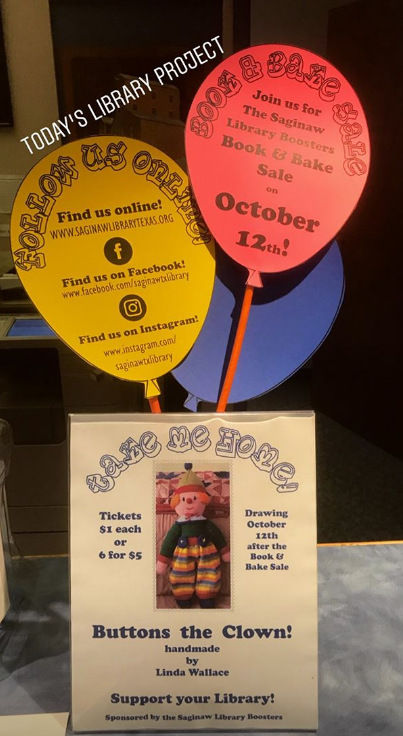 TODAY'S LIBRARY PROJECT
BOOK & BAKE SALE
Join us for
The Saginaw
Library Boosters
Book & Bake
Sale
on
October
12th!
FOLLOW US ONLINE!
Find us online!
WWW.SAGINAWLIBRARYTEXAS.ORG
f
Find us on Facebook!
www.facebook.com/saginawtxlibrary
Find us on Instagram!
www.instagram.com/
saginawtxlibrary
TAKE ME HOME!
Tickets
$1 each
or
6 for $5
Drawing
October
12th
after the
Book &
Bake Sale
Buttons the Clown!
handmade
by
Linda Wallace
Support your Library!
Sponsored by the Saginaw Library Boosters